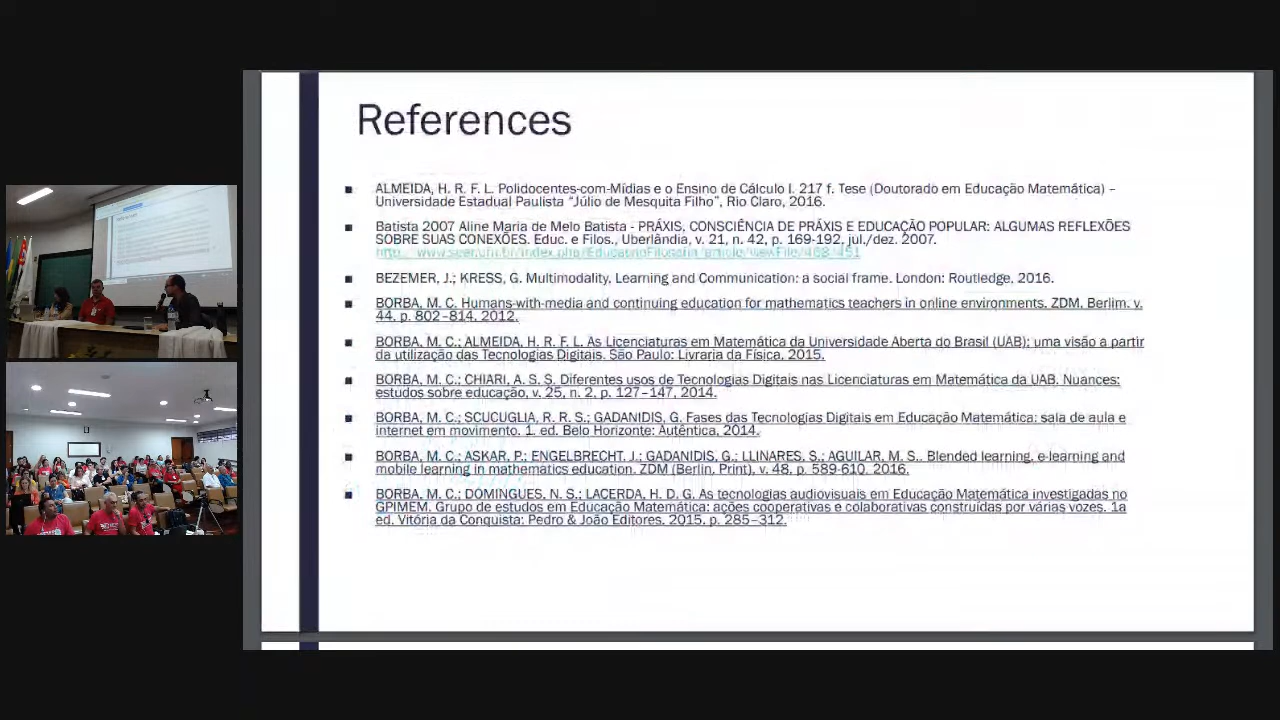 References
ALMEIDA, H. R. F. L. Polidocentes-com-Mídias e o Ensino de Cálculo I. 217 f. Tese (Doutorado em Educação Matemática) –
Universidade Estadual Paulista “Júlio de Mesquita Filho”, Rio Claro, 2016.
Batista 2007 Aline Maria de Melo Batista - PRÁXIS, CONSCIÊNCIA DE PRÁXIS E EDUCAÇÃO POPULAR: ALGUMAS REFLEXÕES
SOBRE SUAS CONEXÕES. Educ. e Filos., Uberlândia, v. 21, n. 42, p. 169-192, jul./dez. 2007.
BEZEMER, J.; KRESS, G. Multimodality, Learning and Communication: a social frame. London: Routledge, 2016.
BORBA, M. C. Humans-with-media and continuing education for mathematics teachers in online environments. ZDM, Berlim. v.
44, p. 802–814, 2012.
BORBA, M. C.; ALMEIDA, H. R. F. L. As Licenciaturas em Matemática da Universidade Aberta do Brasil (UAB): uma visão a partir
da utilização das Tecnologias Digitais. São Paulo: Livraria da Física, 2015.
BORBA, M. C.; CHIARI, A. S. S. Diferentes usos de Tecnologias Digitais nas Licenciaturas em Matemática da UAB. Nuances:
estudos sobre educação, v. 25, n. 2, p. 127–147, 2014.
BORBA, M. C.; SCUCUGLIA, R. R. S.; GADANIDIS, G. Fases das Tecnologias Digitais em Educação Matemática: sala de aula e
internet em movimento. 1. ed. Belo Horizonte: Autêntica, 2014.
BORBA, M. C.; ASKAR, P.; ENGELBRECHT, J.; GADANIDIS, G.; LLINARES, S.; AGUILAR, M. S.. Blended learning, e-learning and
mobile learning in mathematics education. ZDM (Berlin. Print), v. 48, p. 589-610, 2016.
BORBA, M. C.; DOMINGUES, N. S.; LACERDA, H. D. G. As tecnologias audiovisuais em Educação Matemática investigadas no
GPIMEM. Grupo de estudos em Educação Matemática: ações cooperativas e colaborativas construídas por várias vozes. 1a
ed. Vitória da Conquista: Pedro & João Editores, 2015, p. 285–312.